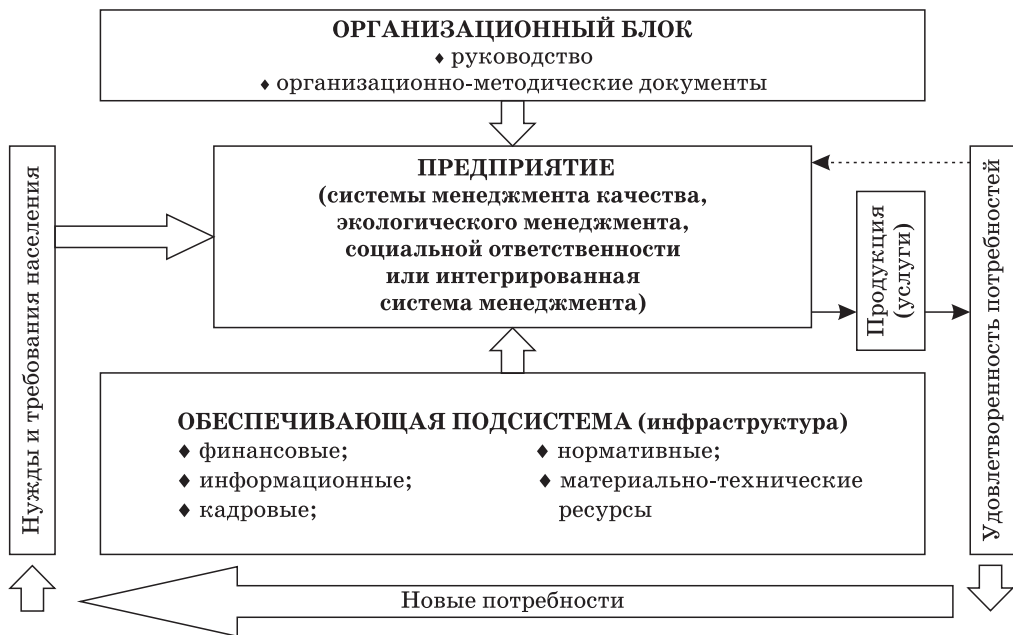 ОРГАНИЗАЦИОННЫЙ БЛОК
♦ руководство
♦ организационно-методические документы
Нужды и требования населения
ПРЕДПРИЯТИЕ
(системы менеджмента качества,
экологического менеджмента,
социальной ответственности
или интегрированная
система менеджмента)
Продукция
(услуги)
Удовлетворенность потребностей
ОБЕСПЕЧИВАЮЩАЯ ПОДСИСТЕМА (инфраструктура)
♦ финансовые;
♦ информационные;
♦ кадровые;
♦ нормативные;
♦ материально-технические
ресурсы
Новые потребности